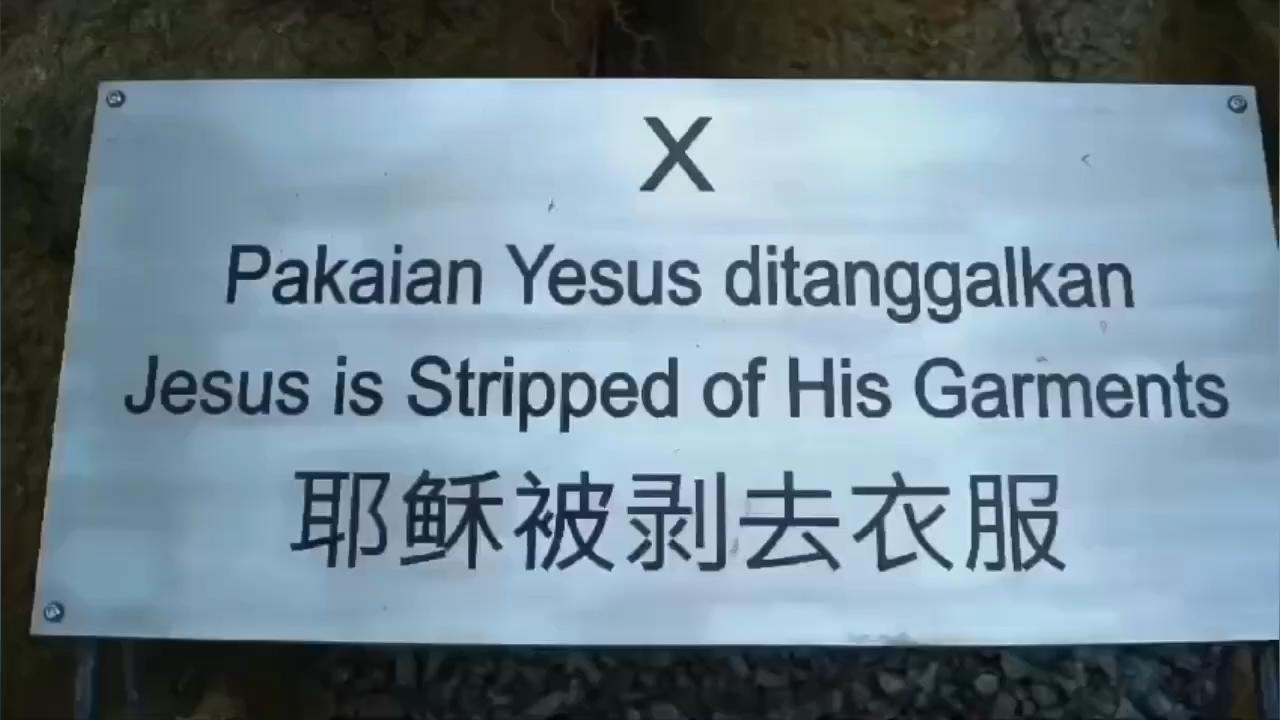 X
Pakaian Yesus ditanggalkan
Jesus is Stripped of His Garments
耶稣被剥去衣服